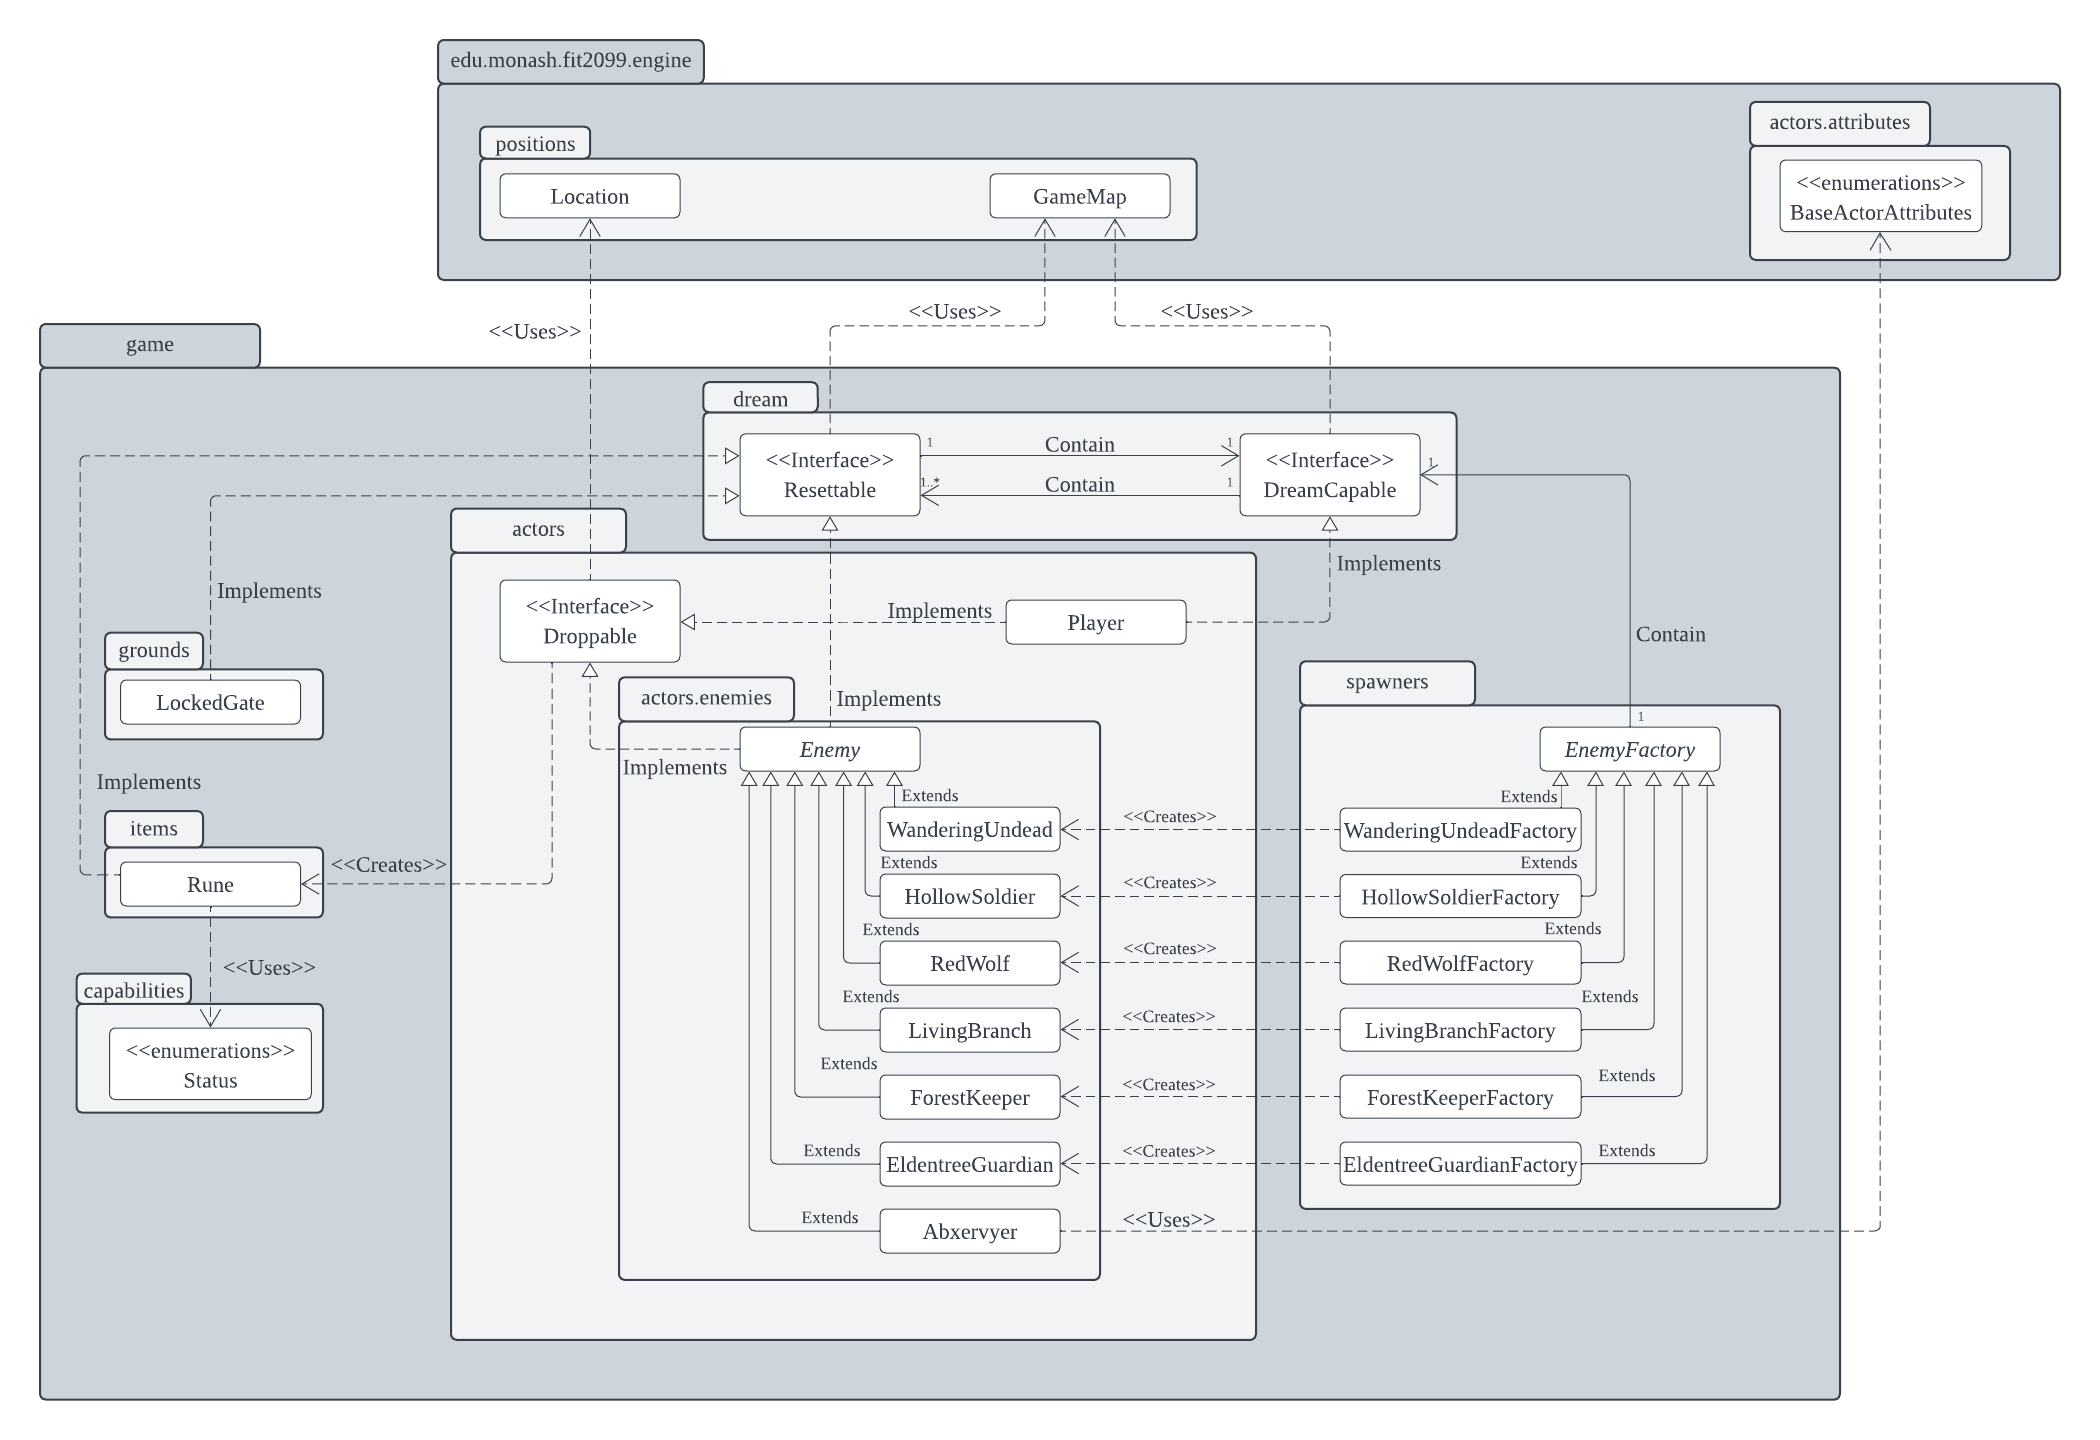 edu.monash.fit2099.engine
actors.attributes
positions
<<enumerations>>
BaseActorAttributes
Location
GameMap
<<Uses>>
<<Uses>>
<<Uses>>
game
dream
1
Contain
1
<<Interface>>
Resettable
<<Interface>>
DreamCapable
1
1..*
Contain
1
actors
Implements
Implements
<<Interface>>
Droppable
Implements
Player
Contain
grounds
LockedGate
actors.enemies
Implements
spawners
1
Enemy
EnemyFactory
Implements
Implements
Extends
<<Creates>>
Extends
items
Rune
<<Creates>>
WanderingUndead
WanderingUndeadFactory
Extends
<<Creates>>
Extends
HollowSoldier
HollowSoldierFactory
Extends
<<Creates>>
Extends
RedWolf
RedWolfFactory
<<Uses>>
capabilities
<<enumerations>>
Status
Extends
<<Creates>>
Extends
LivingBranch
LivingBranchFactory
Extends
<<Creates>>
Extends
ForestKeeper
ForestKeeperFactory
Extends
<<Creates>>
Extends
EldentreeGuardian
EldentreeGuardianFactory
Extends
<<Uses>>
Abxervyer